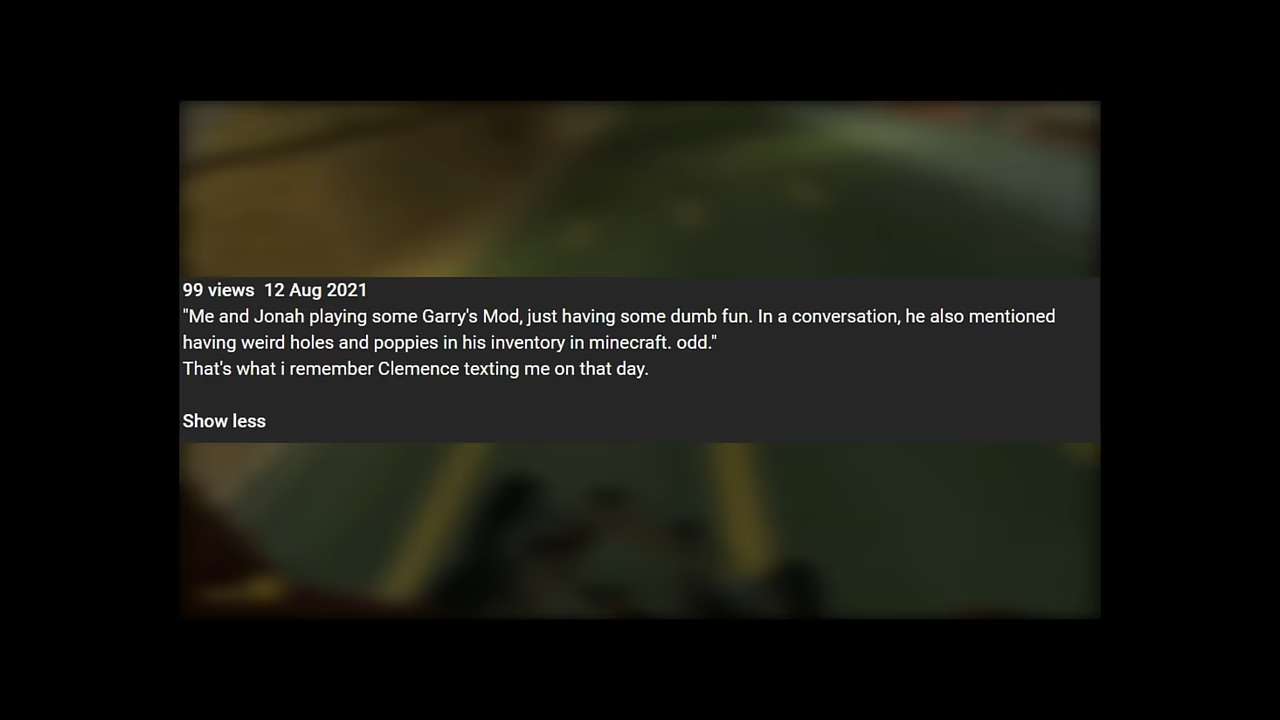 99 views  12 Aug 2021
"Me and Jonah playing some Garry's Mod, just having some dumb fun. In a conversation, he also mentioned
having weird holes and poppies in his inventory in minecraft. odd."
That's what i remember Clemence texting me on that day.
Show less